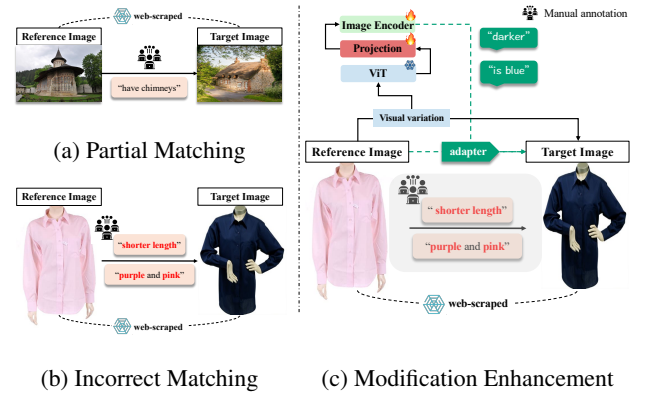 web-scraped
Reference Image
Target Image
“have chimneys”
(a) Partial Matching
Reference Image
Target Image
“shorter length”
“purple and pink”
web-scraped
(b) Incorrect Matching
Manual annotation
Image Encoder
Projection
ViT
“darker”
“is blue”
Visual variation
Reference Image
adapter
Target Image
“ shorter length”
“purple and pink”
web-scraped
(c) Modification Enhancement